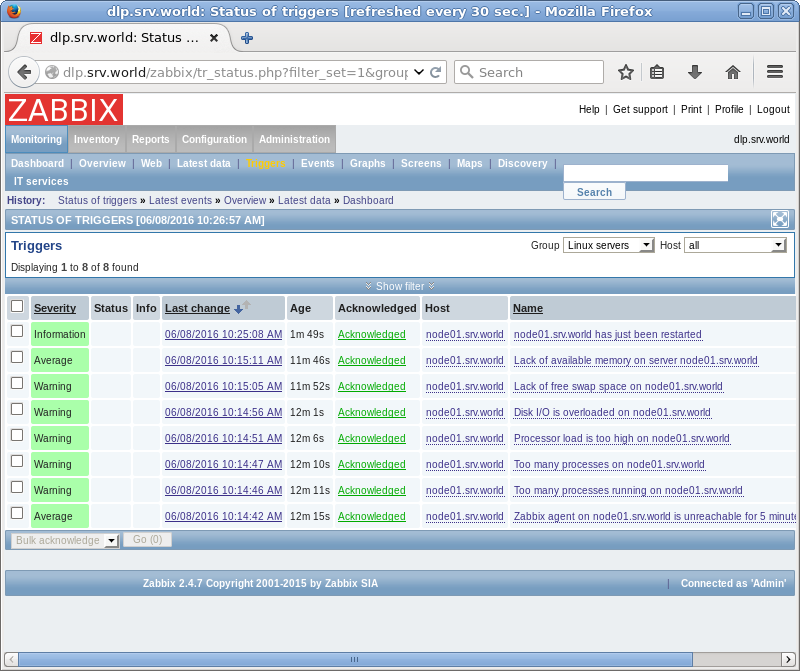 dlp.srv.world: Status of triggers [refreshed every 30 sec.] - Mozilla Firefox
dlp.srv.world: Status ...
dlp.srv.world/zabbix/tr_status.php?filter_set=1&group
Search
ZABBIX
Help | Get support | Print | Profile | Logout
Monitoring Inventory Reports Configuration Administration
dlp.srv.world
Dashboard | Overview | Web | Latest data | Triggers | Events | Graphs | Screens | Maps | Discovery |
IT services
Search
History: Status of triggers » Latest events » Overview » Latest data » Dashboard
STATUS OF TRIGGERS [06/08/2016 10:26:57 AM]
Triggers
Group Linux servers Host all
Displaying 1 to 8 of 8 found
Show filter
Severity Status Info Last change Age Acknowledged Host Name
Information 06/08/2016 10:25:08 AM 1m 49s Acknowledged node01.srv.world node01.srv.world has just been restarted
Average 06/08/2016 10:15:11 AM 11m 46s Acknowledged node01.srv.world Lack of available memory on server node01.srv.world
Warning 06/08/2016 10:15:05 AM 11m 52s Acknowledged node01.srv.world Lack of free swap space on node01.srv.world
Warning 06/08/2016 10:14:56 AM 12m 1s Acknowledged node01.srv.world Disk I/O is overloaded on node01.srv.world
Warning 06/08/2016 10:14:51 AM 12m 6s Acknowledged node01.srv.world Processor load is too high on node01.srv.world
Warning 06/08/2016 10:14:47 AM 12m 10s Acknowledged node01.srv.world Too many processes on node01.srv.world
Warning 06/08/2016 10:14:46 AM 12m 11s Acknowledged node01.srv.world Too many processes running on node01.srv.world
Average 06/08/2016 10:14:42 AM 12m 15s Acknowledged node01.srv.world Zabbix agent on node01.srv.world is unreachable for 5 minute
Bulk acknowledge Go (0)
Zabbix 2.4.7 Copyright 2001-2015 by Zabbix SIA | Connected as 'Admin'